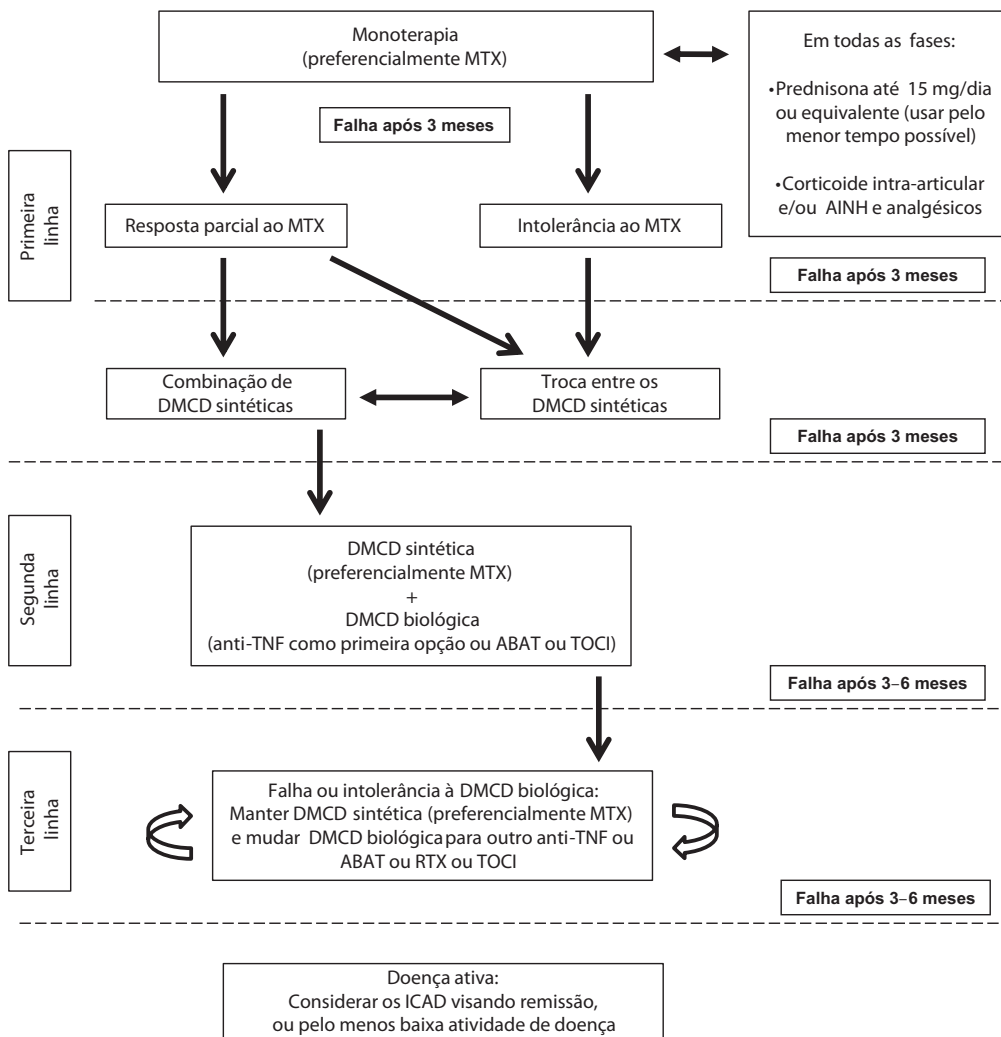 Monoterapia
(preferencialmente MTX)
Em todas as fases:
•Prednisona até 15 mg/dia
ou equivalente (usar pelo
menor tempo possível)
•Corticoide intra-articular
e/ou AINH e analgésicos
Falha após 3 meses
Primeira
linha
Resposta parcial ao MTX
Intolerância ao MTX
Falha após 3 meses
Combinação de
DMCD sintéticas
Troca entre os
DMCD sintéticas
Falha após 3 meses
Segunda
linha
DMCD sintética
(preferencialmente MTX)
+
DMCD biológica
(anti-TNF como primeira opção ou ABAT ou TOCI)
Falha após 3–6 meses
Terceira
linha
Falha ou intolerância à DMCD biológica:
Manter DMCD sintética (preferencialmente MTX)
e mudar DMCD biológica para outro anti-TNF ou
ABAT ou RTX ou TOCI
Falha após 3–6 meses
Doença ativa:
Considerar os ICAD visando remissão,
ou pelo menos baixa atividade de doença